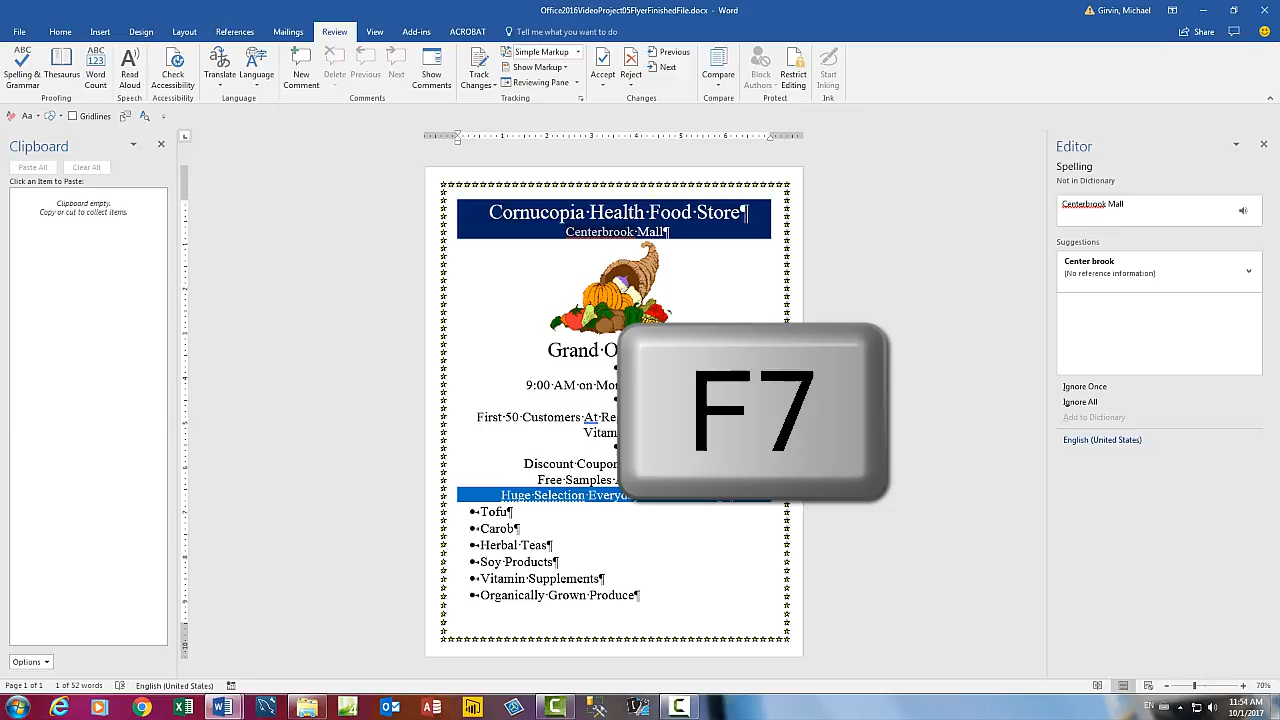 Office2016VideoProject05FlyerFinishedFile.docx - Word
Girvin, Michael
File Home Insert Design Layout References Mailings Review View Add-ins ACROBAT Tell me what you want to do
Share
Spelling & Grammar
Thesaurus
Word Count
Proofing
Read Aloud
Speech
Check Accessibility
Accessibility
Translate
Language
Language
New Comment
Delete
Previous
Next
Show Comments
Comments
Track Changes
Simple Markup
Show Markup
Reviewing Pane
Tracking
Accept
Reject
Previous
Next
Changes
Compare
Compare
Block Authors
Restrict Editing
Protect
Start Inking
Ink
Aa
Gridlines
Clipboard
Paste All Clear All
Click an Item to Paste:
Clipboard empty.
Copy or cut to collect items.
Options
Cornucopia·Health·Food·Store¶
Centerbrook·Mall¶
Grand·O
9:00·AM·on·Mo
First·50·Customers·At·Re
Vitam
Discount·Coupo
Free·Samples·
Huge·Selection·Everyd
Tofu¶
Carob¶
Herbal·Teas¶
Soy·Products¶
Vitamin·Supplements¶
Organically·Grown·Produce¶
F7
Editor
Spelling
Not in Dictionary
Centerbrook Mall
Suggestions
Center brook
(No reference information)
Ignore Once
Ignore All
Add to Dictionary
English (United States)
Page 1 of 1 1 of 52 words English (United States)
70%
EN
11:54 AM
10/1/2017